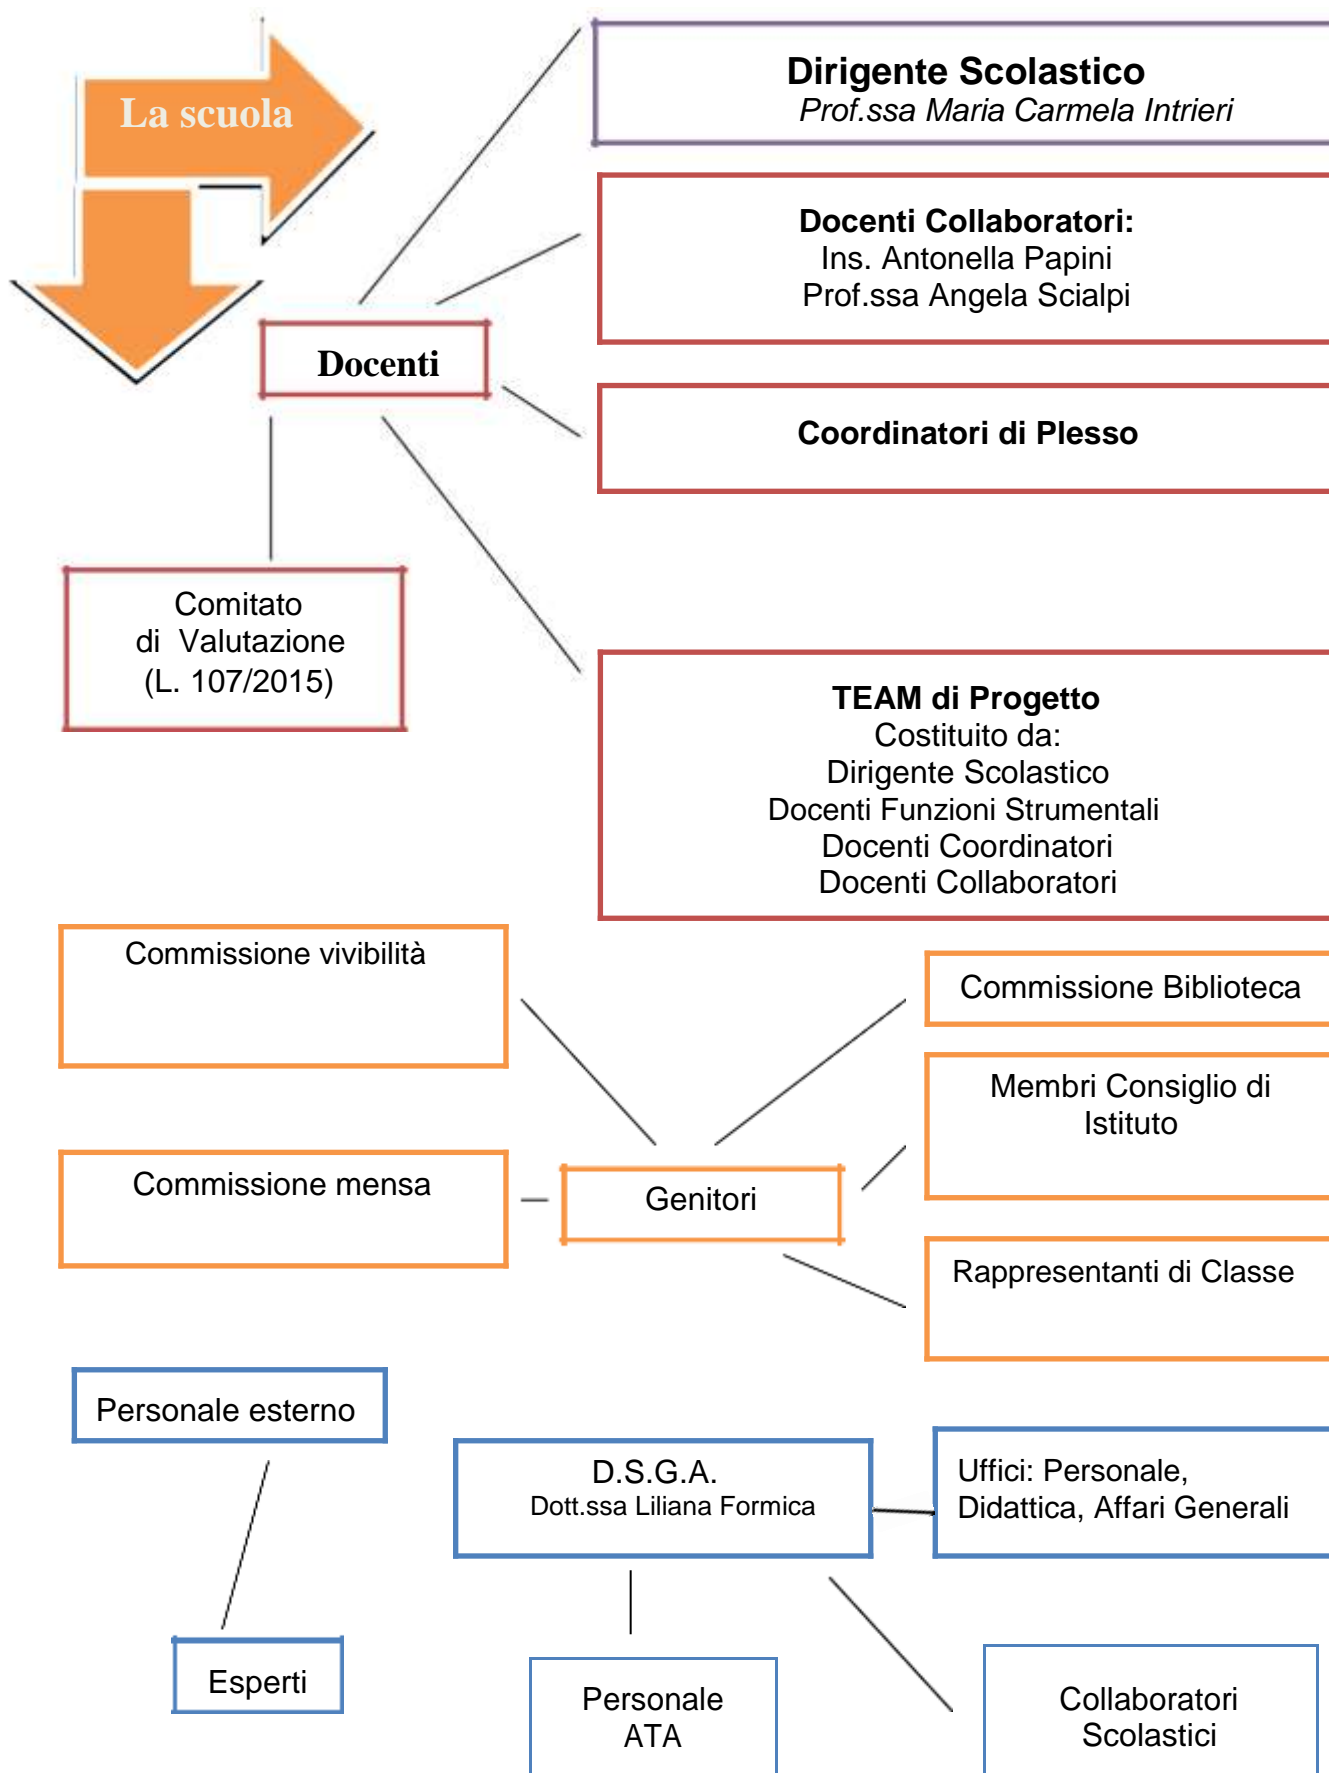 La scuola
Dirigente Scolastico
Prof.ssa Maria Carmela Intrieri
Docenti Collaboratori:
Ins. Antonella Papini
Prof.ssa Angela Scialpi
Docenti
Coordinatori di Plesso
Comitato
di Valutazione
(L. 107/2015)
TEAM di Progetto
Costituito da:
Dirigente Scolastico
Docenti Funzioni Strumentali
Docenti Coordinatori
Docenti Collaboratori
Commissione vivibilità
Commissione Biblioteca
Membri Consiglio di
Istituto
Commissione mensa
Genitori
Rappresentanti di Classe
Personale esterno
D.S.G.A.
Dott.ssa Liliana Formica
Uffici: Personale,
Didattica, Affari Generali
Esperti
Personale
ATA
Collaboratori
Scolastici